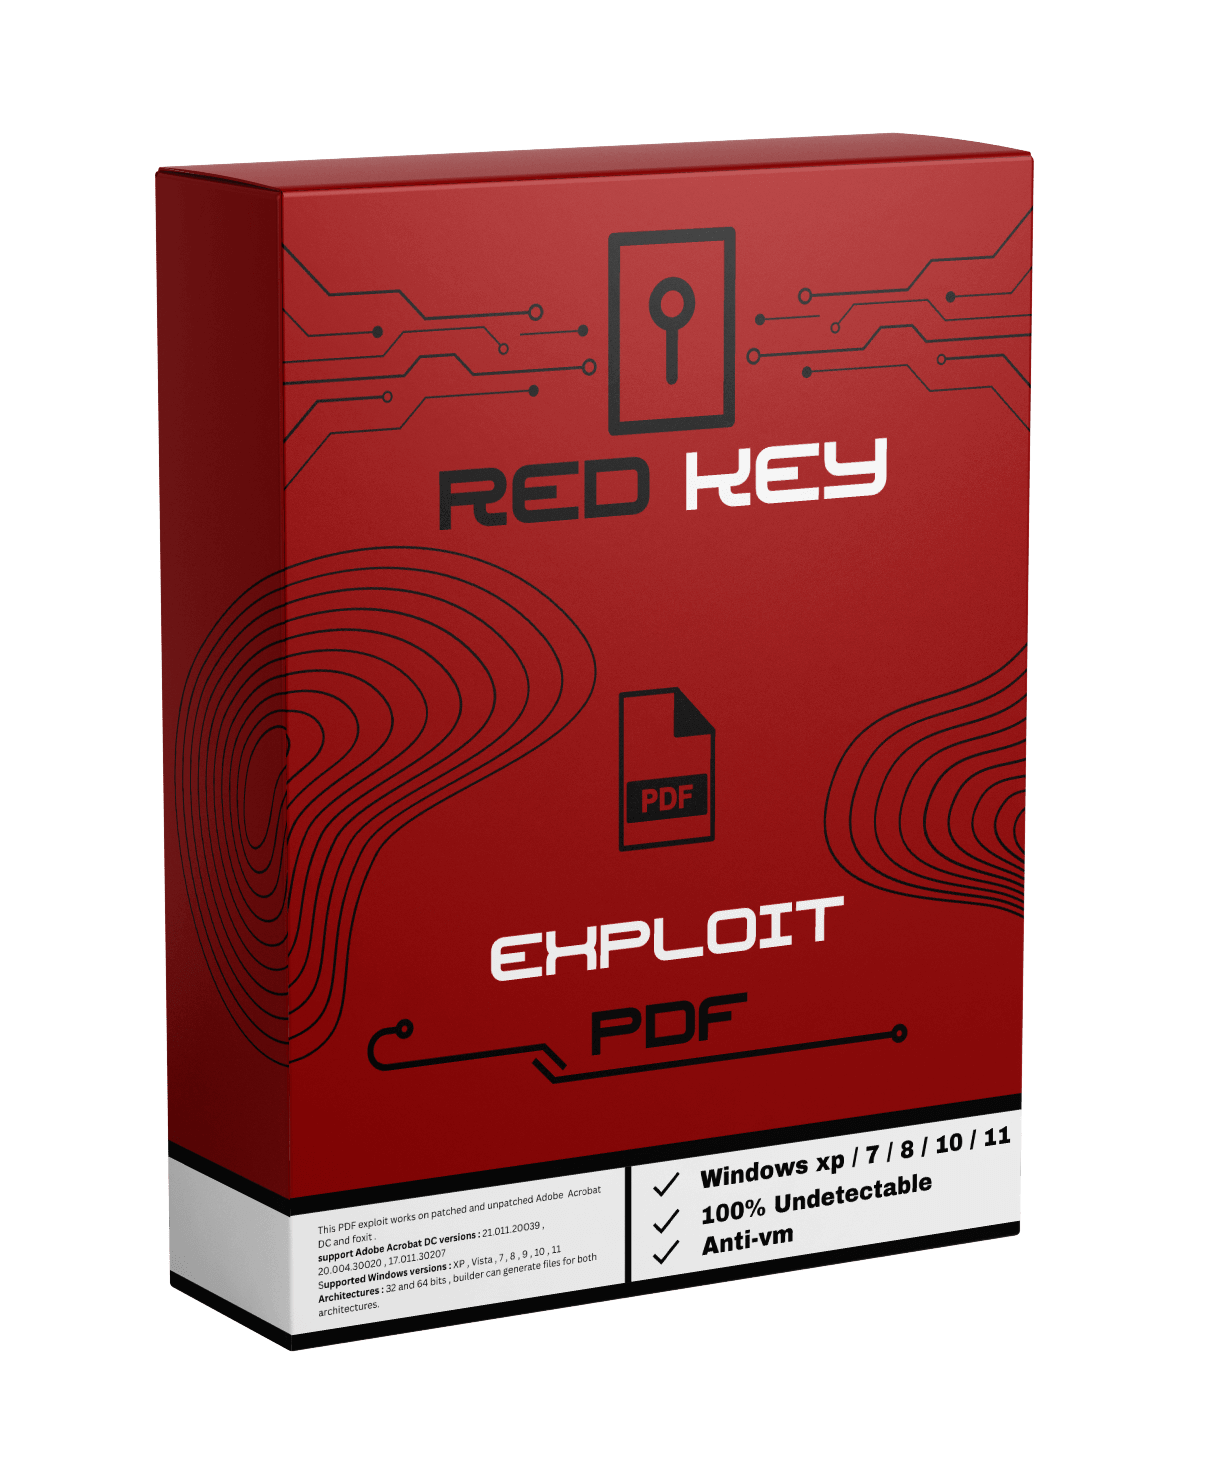 RED KEY
PDF
EXPLOIT
PDF
This PDF exploit works on patched and unpatched Adobe Acrobat
DC and foxit .
support Adobe Acrobat DC versions : 21.011.20039 ,
20.004.30020 , 17.011.30207
Supported Windows versions : XP , Vista , 7 , 8 , 9 , 10 , 11
Architectures : 32 and 64 bits , builder can generate files for both
architectures.
Windows xp / 7 / 8 / 10 / 11
100% Undetectable
Anti-vm